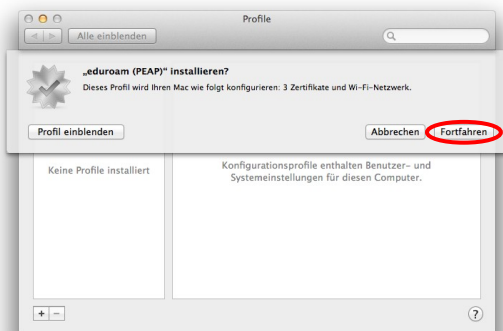 Profile
Alle einblenden
„eduroam (PEAP)“ installieren?
Dieses Profil wird Ihren Mac wie folgt konfigurieren: 3 Zertifikate und Wi-Fi-Netzwerk.
Profil einblenden
Abbrechen
Fortfahren
Keine Profile installiert
Konfigurationsprofile enthalten Benutzer- und
Systemeinstellungen für diesen Computer.
+ − ?